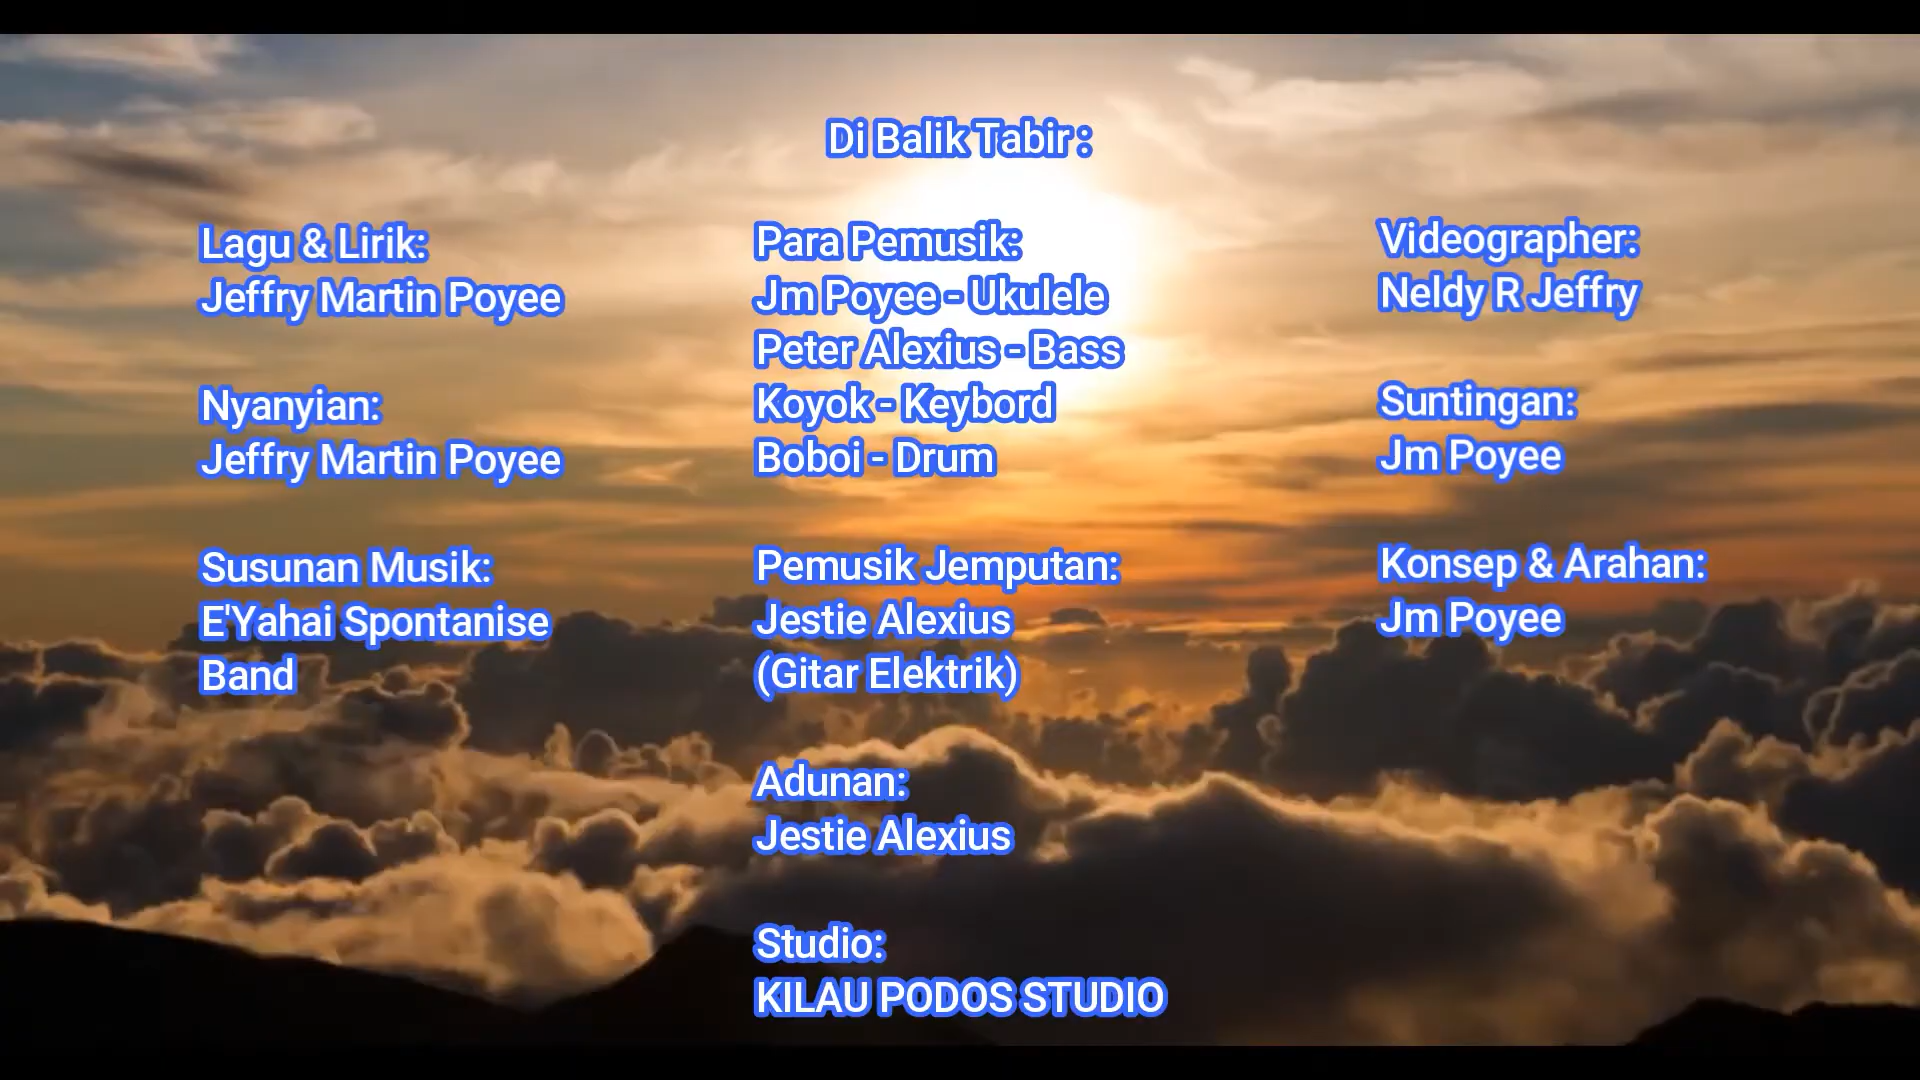 Di Balik Tabir :
Lagu & Lirik:
Jeffry Martin Poyee
Nyanyian:
Jeffry Martin Poyee
Susunan Musik:
E'Yahai Spontanise
Band
Para Pemusik:
Jm Poyee - Ukulele
Peter Alexius - Bass
Koyok - Keybord
Boboi - Drum
Pemusik Jemputan:
Jestie Alexius
(Gitar Elektrik)
Adunan:
Jestie Alexius
Studio:
KILAU PODOS STUDIO
Videographer:
Neldy R Jeffry
Suntingan:
Jm Poyee
Konsep & Arahan:
Jm Poyee